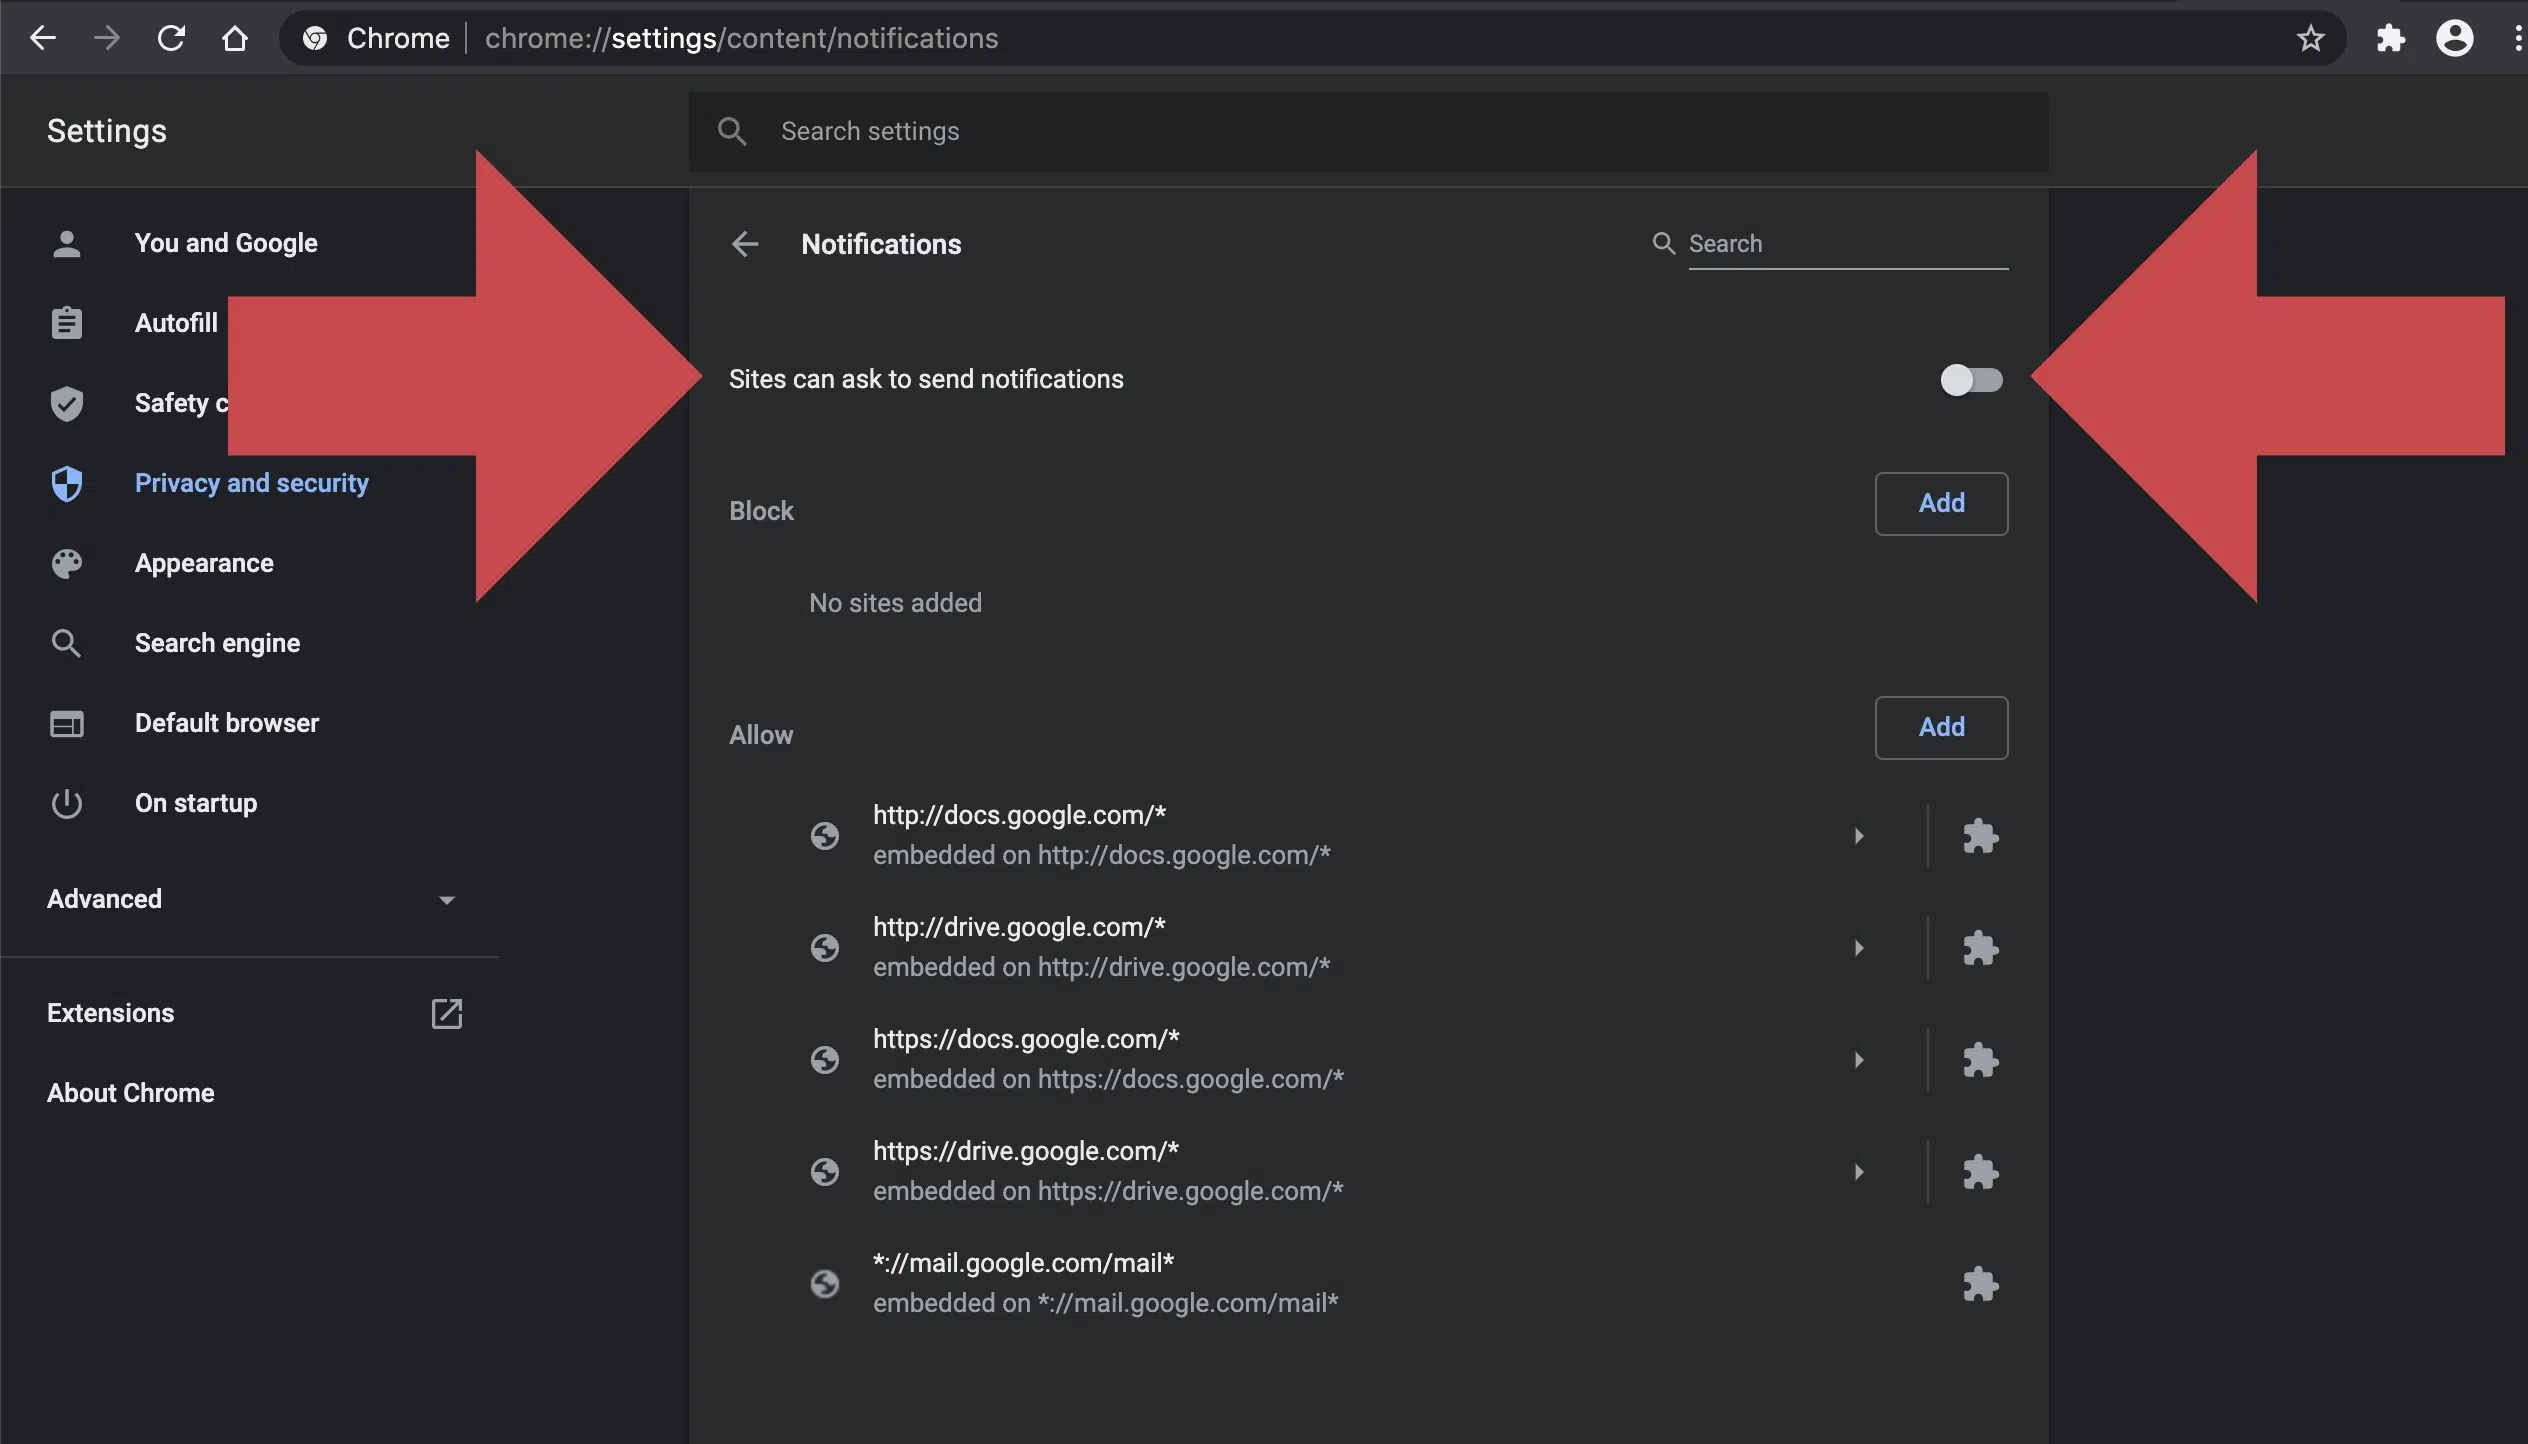 Chrome | chrome://settings/content/notifications
Settings
Search settings
You and Google
Autofill
Safety c
Privacy and security
Appearance
Search engine
Default browser
On startup
Advanced
Extensions
About Chrome
Notifications
Search
Sites can ask to send notifications
Block
Add
No sites added
Allow
Add
http://docs.google.com/*
embedded on http://docs.google.com/*
http://drive.google.com/*
embedded on http://drive.google.com/*
https://docs.google.com/*
embedded on https://docs.google.com/*
https://drive.google.com/*
embedded on https://drive.google.com/*
*://mail.google.com/mail*
embedded on *://mail.google.com/mail*